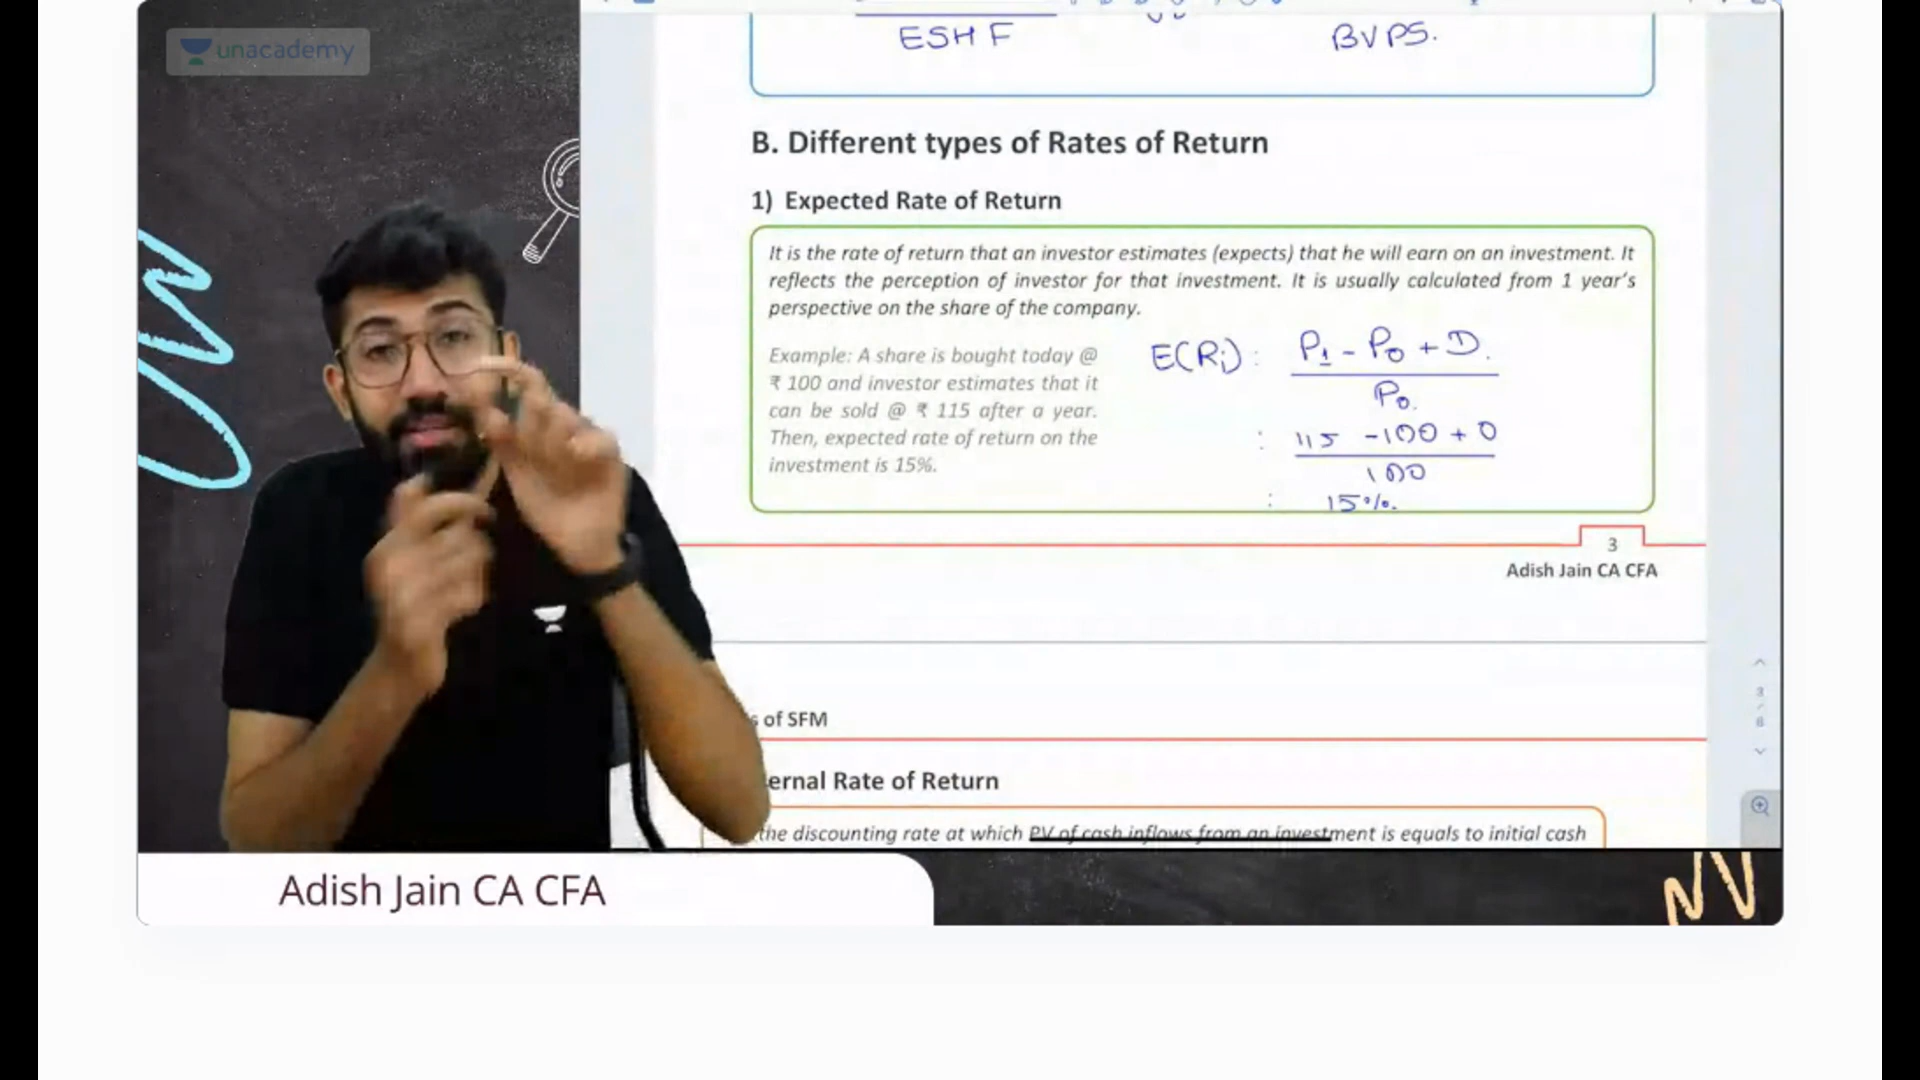 unacademy
ESHF
BVPS.
B. Different types of Rates of Return
1) Expected Rate of Return
It is the rate of return that an investor estimates (expects) that he will earn on an investment. It
reflects the perception of investor for that investment. It is usually calculated from 1 year's
perspective on the share of the company.
Example: A share is bought today @
₹ 100 and investor estimates that it
can be sold @ ₹ 115 after a year.
Then, expected rate of return on the
investment is 15%.
E(Ri) : P1 - P0 + D.
P0.
: 115 - 100 + 0
100
: 15%.
3
Adish Jain CA CFA
s of SFM
ernal Rate of Return
the discounting rate at which PV of cash inflows from an investment is equals to initial cash
3
/
6
Adish Jain CA CFA